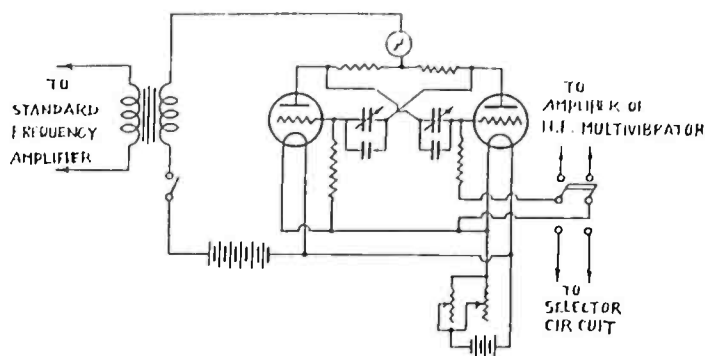 TO
STANDARD
FREQUENCY
AMPLIFIER
TO
AMPLIFIER OF
H.F. MULTIVIBRATOR
TO
SELECTOR
CIRCUIT